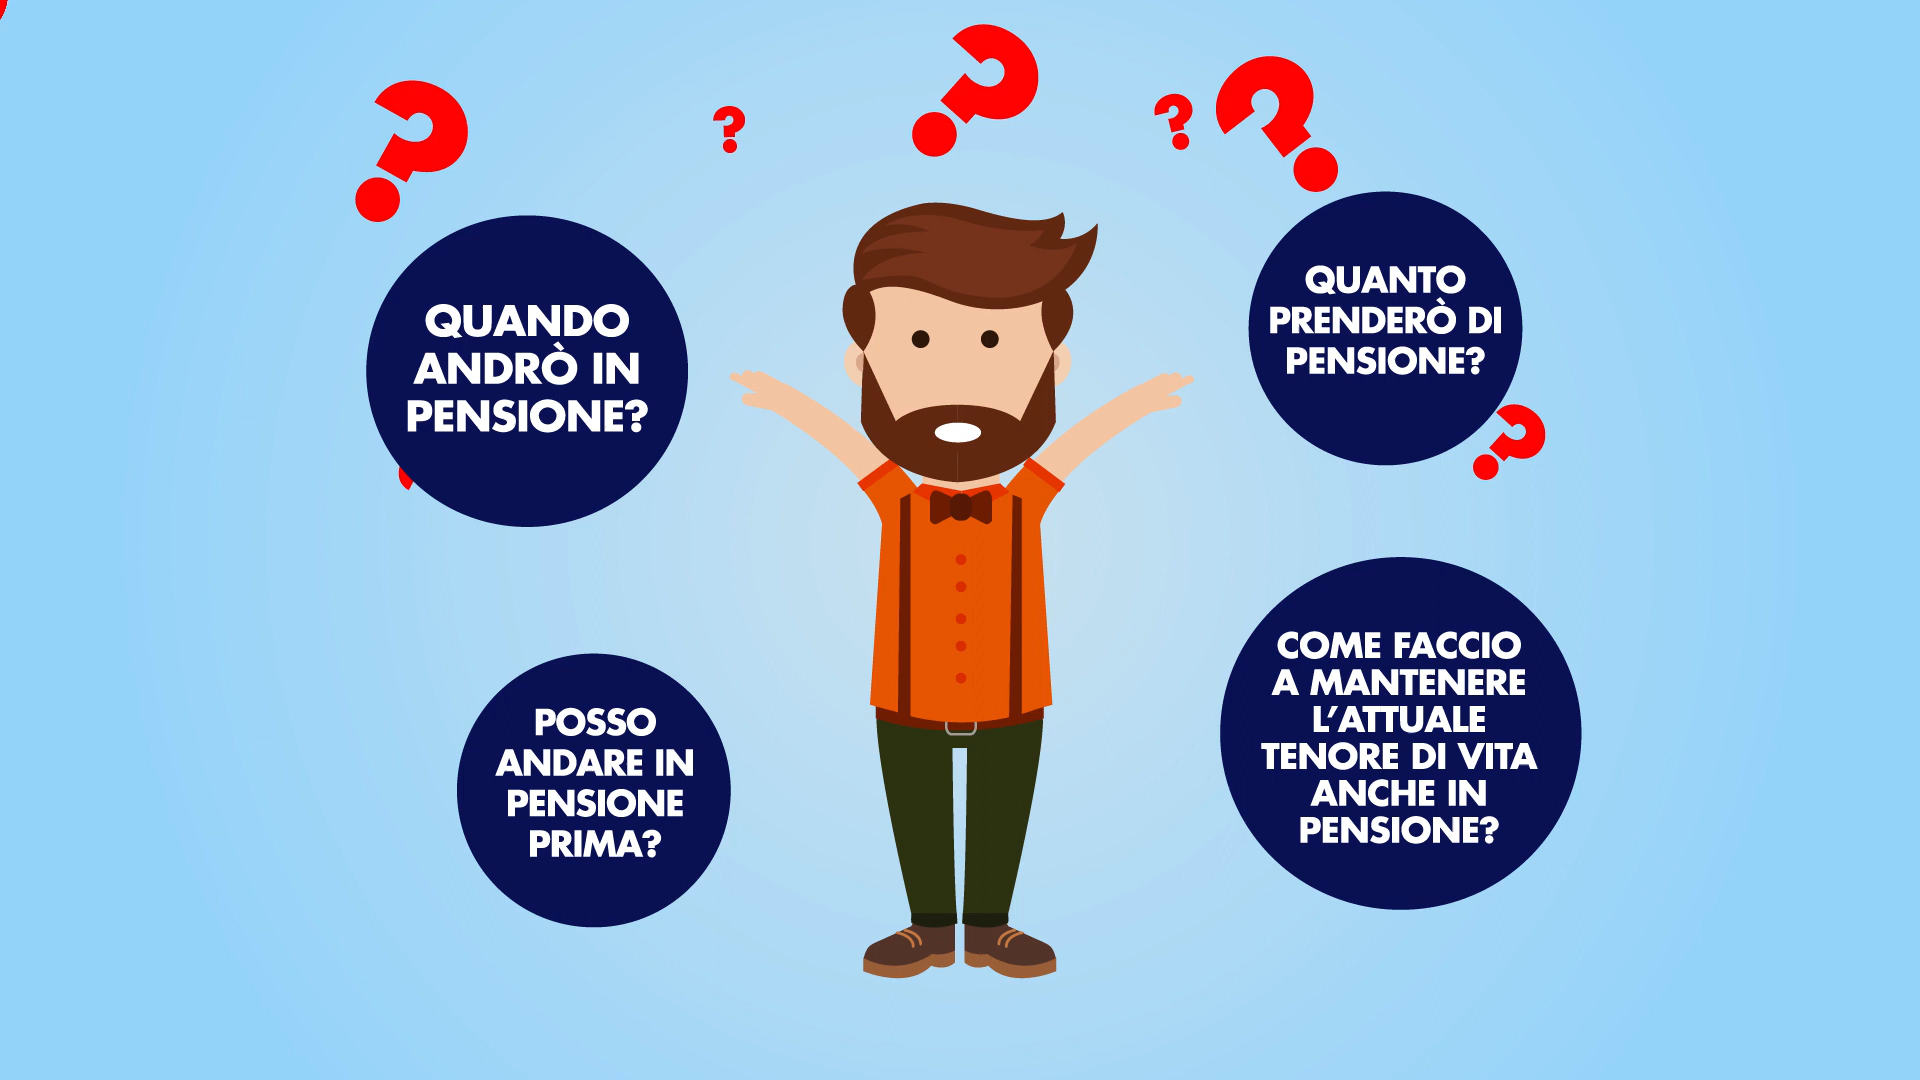 QUANDO
ANDRÒ IN
PENSIONE?
QUANTO
PRENDERÒ DI
PENSIONE?
POSSO
ANDARE IN
PENSIONE
PRIMA?
COME FACCIO
A MANTENERE
L'ATTUALE
TENORE DI VITA
ANCHE IN
PENSIONE?
?
?
?
?
?
?